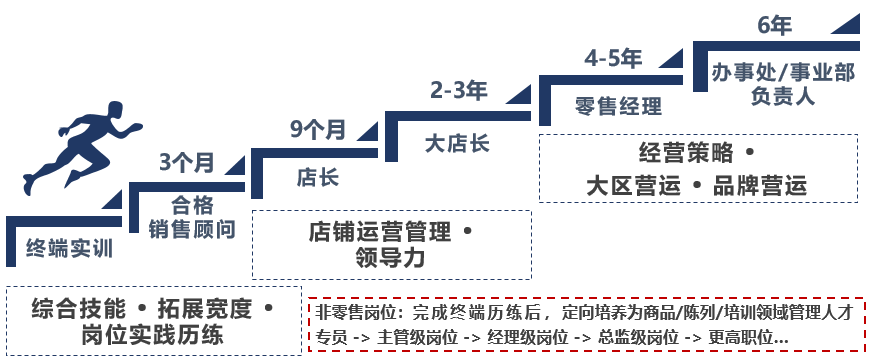 6年
办事处/事业部
负责人
4-5年
零售经理
2-3年
大店长
9个月
店长
3个月
合格
销售顾问
终端实训
经营策略 •
大区营运 • 品牌营运
店铺运营管理 •
领导力
综合技能 • 拓展宽度 •
岗位实践历练
非零售岗位：完成终端历练后，定向培养为商品/陈列/培训领域管理人才
专员 -> 主管级岗位 -> 经理级岗位 -> 总监级岗位 -> 更高职位...